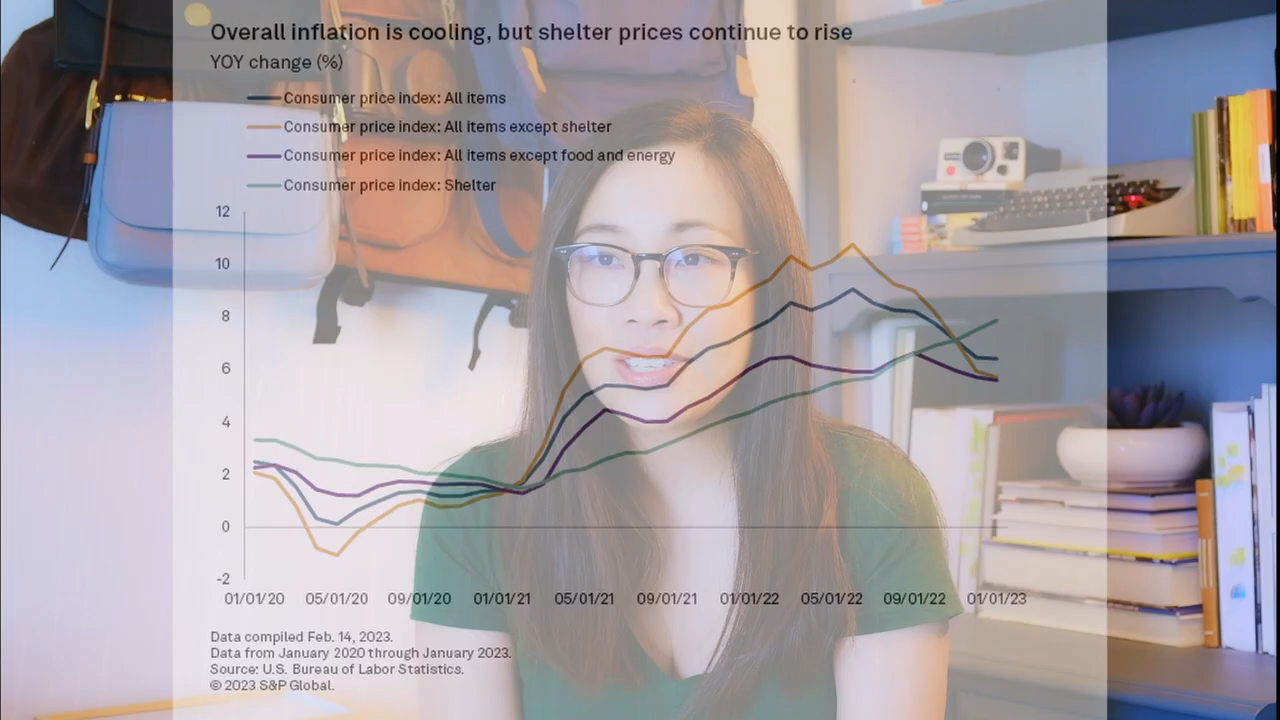 Overall inflation is cooling, but shelter prices continue to rise
YOY change (%)
Consumer price index: All items
Consumer price index: All items except shelter
Consumer price index: All items except food and energy
Consumer price index: Shelter
12
10
8
6
4
2
0
-2
01/01/20 05/01/20 09/01/20 01/01/21 05/01/21 09/01/21 01/01/22 05/01/22 09/01/22 01/01/23
Data compiled Feb. 14, 2023.
Data from January 2020 through January 2023.
Source: U.S. Bureau of Labor Statistics.
© 2023 S&P Global.